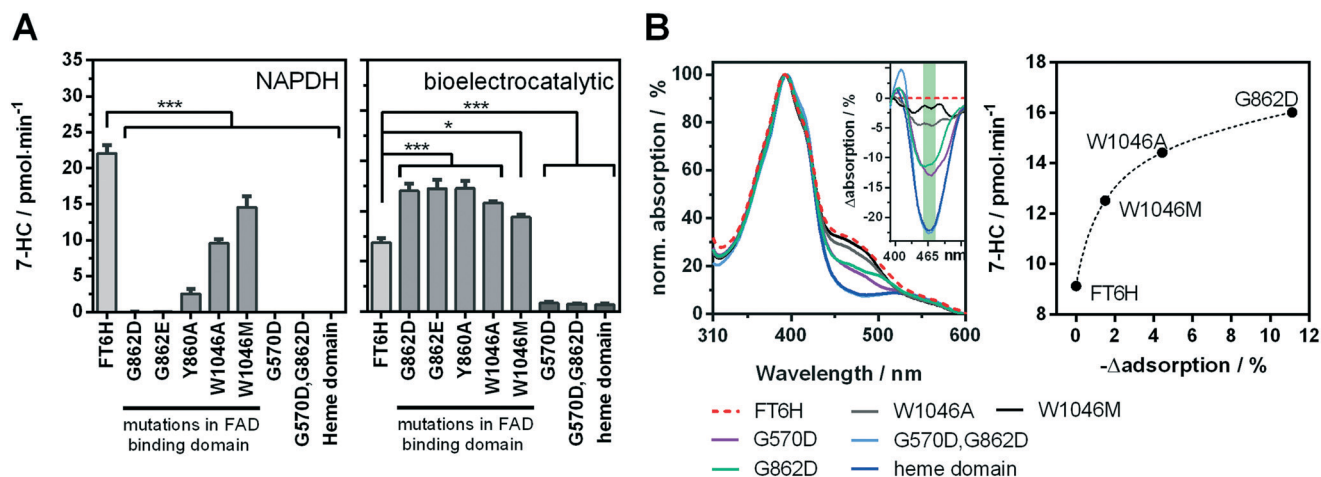 A
7-HC / pmol·min⁻¹
35
30
25
20
15
10
5
0
NAPDH
***
FT6H
G862D
G862E
Y860A
W1046A
W1046M
G570D
G570D,G862D
Heme domain
mutations in FAD
binding domain
bioelectrocatalytic
***
*
***
FT6H
G862D
G862E
Y860A
W1046A
W1046M
G570D
G570D,G862D
heme domain
mutations in FAD
binding domain
B
norm. absorption / %
100
80
60
40
20
0
310
400
500
600
Wavelength / nm
Δabsorption / %
5
0
-5
-10
-15
-20
400
465
nm
FT6H
W1046A
W1046M
G570D
G570D,G862D
G862D
heme domain
7-HC / pmol·min⁻¹
18
16
14
12
10
8
G862D
W1046A
W1046M
FT6H
0
2
4
6
8
10
12
-Δadsorption / %